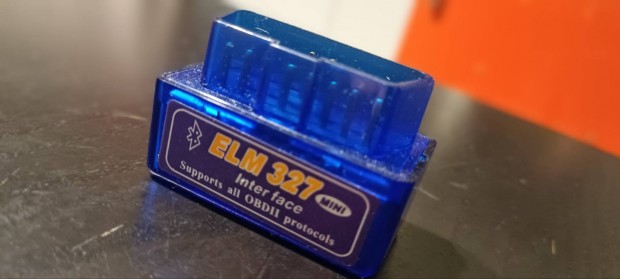 ELM 327
Interface MINI
Supports all OBDII protocols